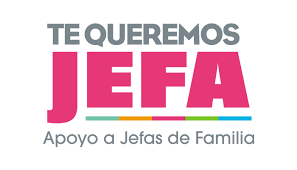 TE QUEREMOS
JEFA
Apoyo a Jefas de Familia